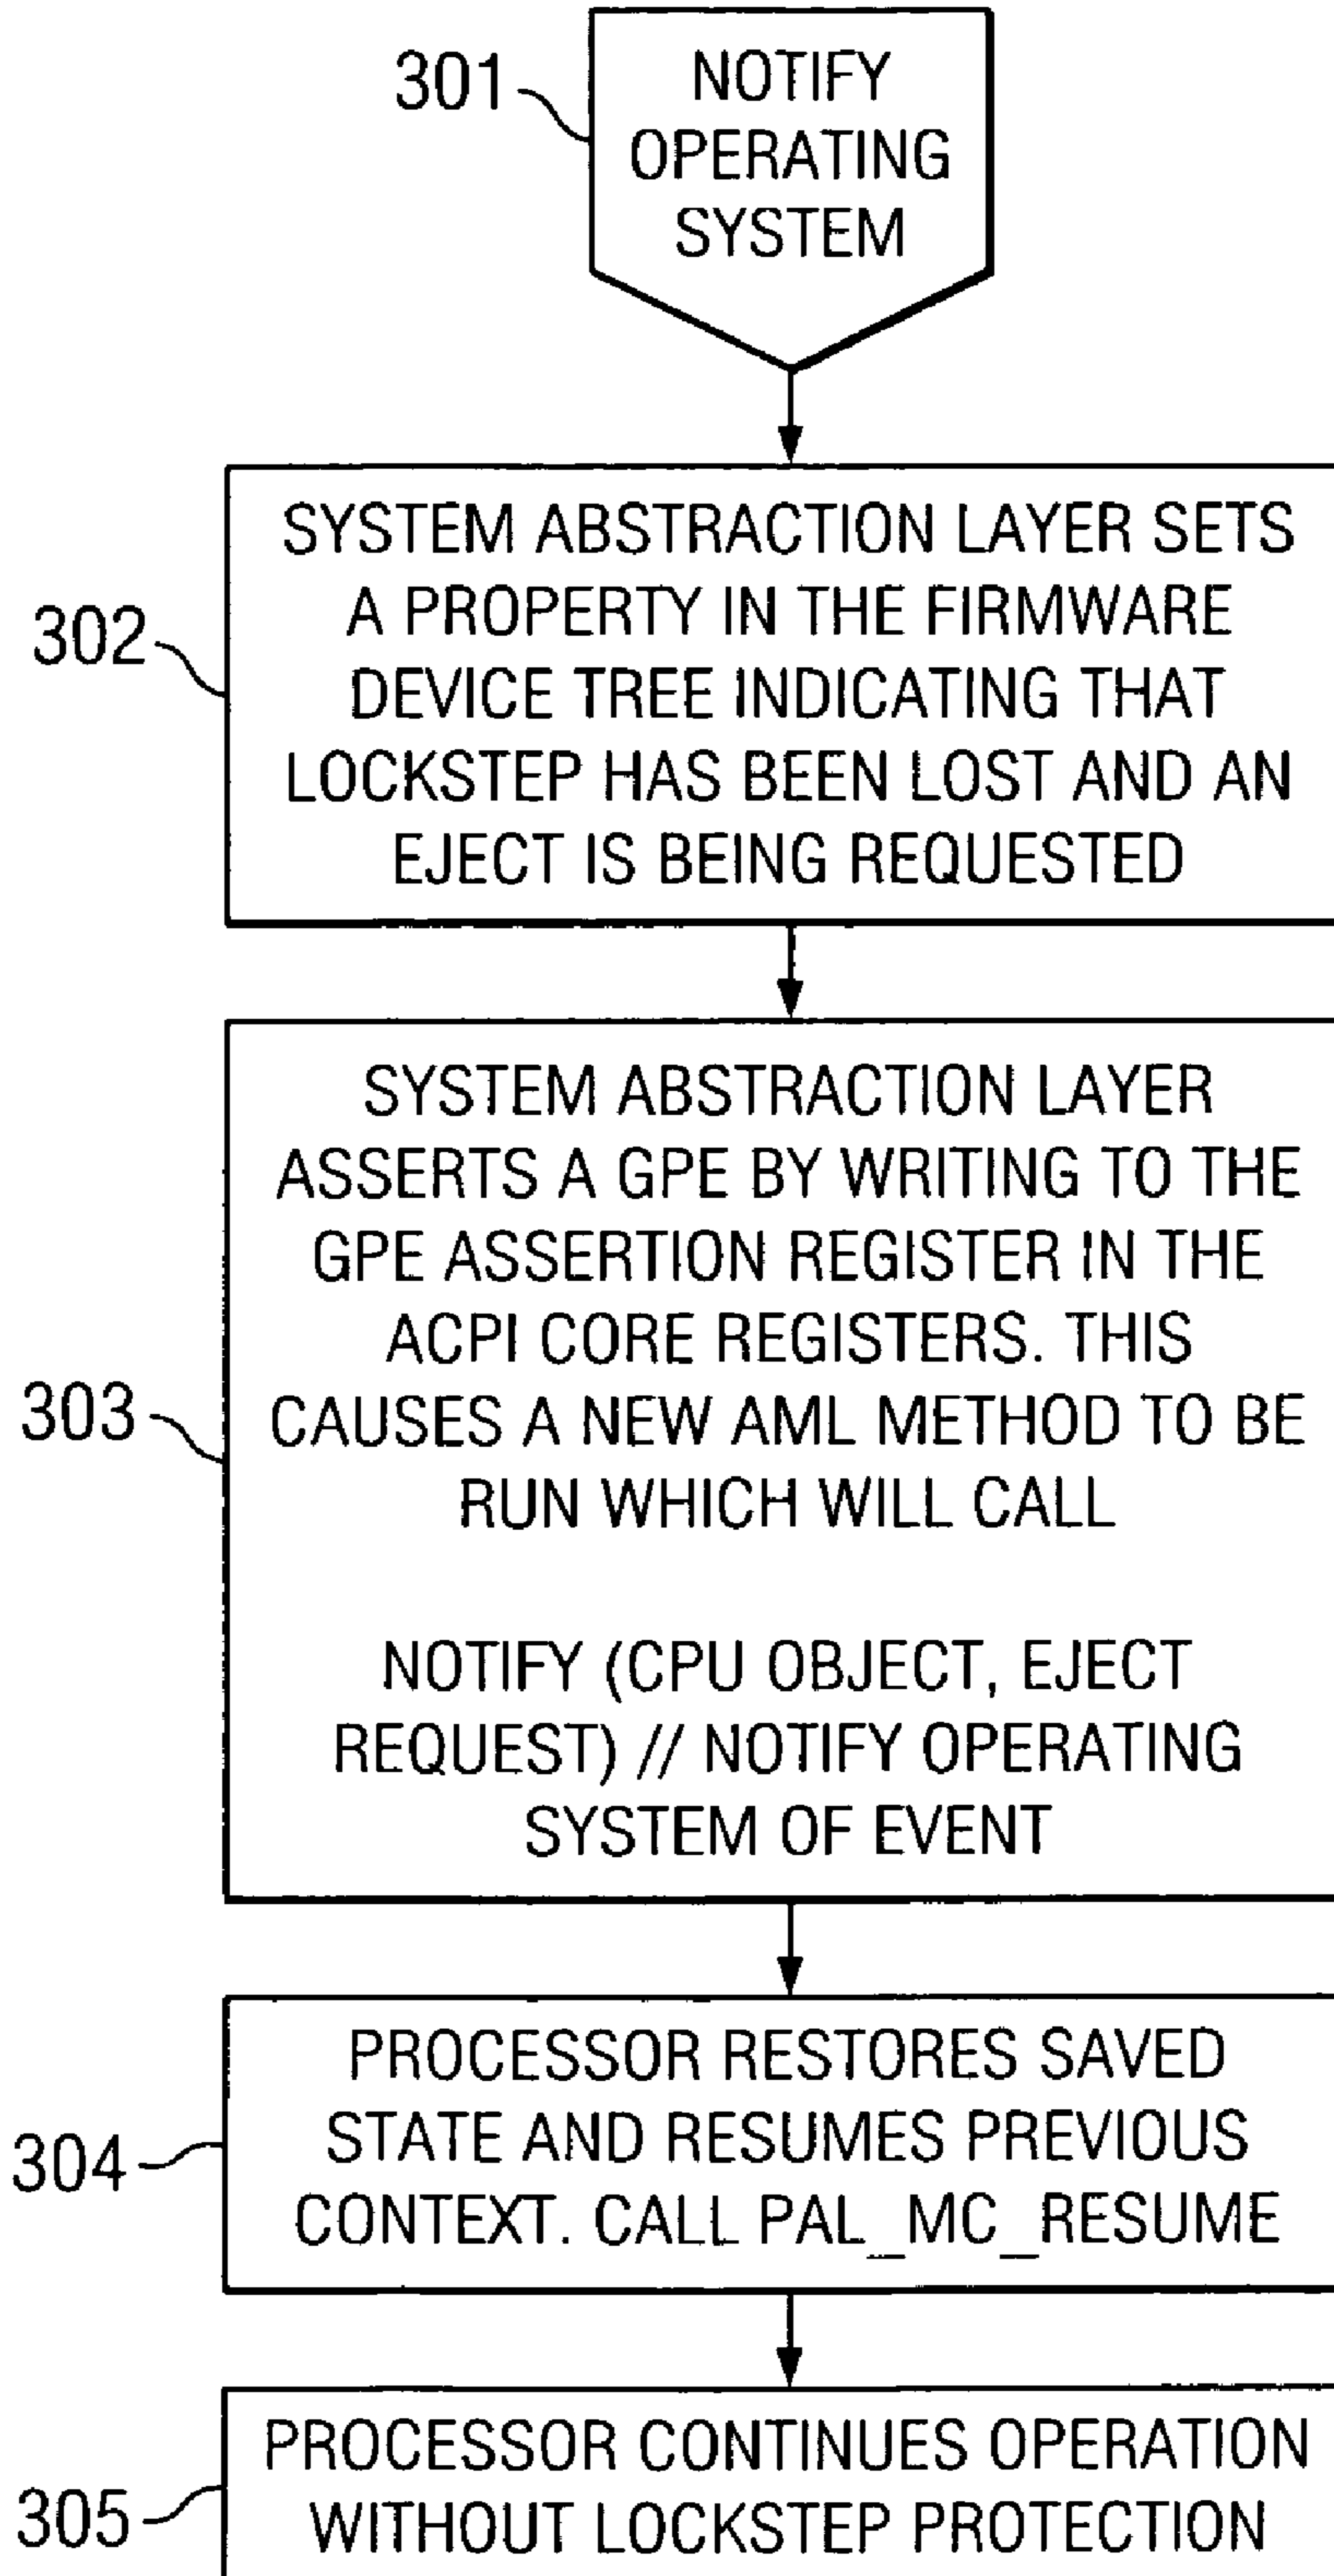 301
NOTIFY
OPERATING
SYSTEM
302
SYSTEM ABSTRACTION LAYER SETS
A PROPERTY IN THE FIRMWARE
DEVICE TREE INDICATING THAT
LOCKSTEP HAS BEEN LOST AND AN
EJECT IS BEING REQUESTED
303
SYSTEM ABSTRACTION LAYER
ASSERTS A GPE BY WRITING TO THE
GPE ASSERTION REGISTER IN THE
ACPI CORE REGISTERS. THIS
CAUSES A NEW AML METHOD TO BE
RUN WHICH WILL CALL
NOTIFY (CPU OBJECT, EJECT
REQUEST) // NOTIFY OPERATING
SYSTEM OF EVENT
304
PROCESSOR RESTORES SAVED
STATE AND RESUMES PREVIOUS
CONTEXT. CALL PAL_MC_RESUME
305
PROCESSOR CONTINUES OPERATION
WITHOUT LOCKSTEP PROTECTION